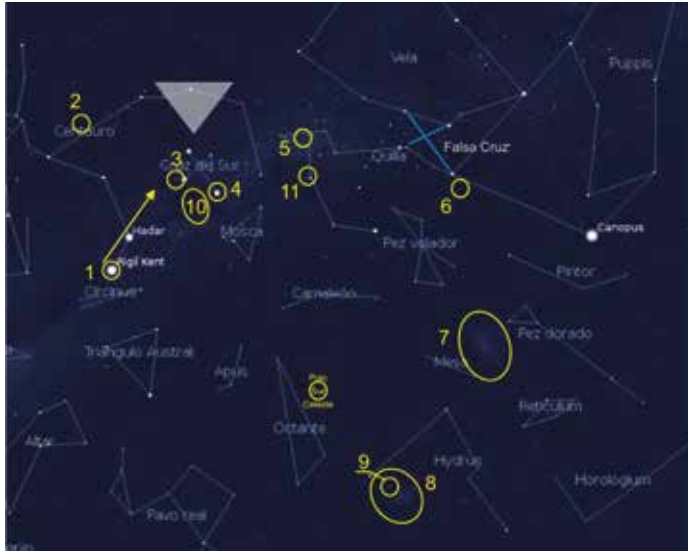 Vela
Puppis
2
Centauro
Falsa Cruz
5
Quilla
3
Cruz del Sur
4
11
6
10
Hadar
Mosca
Canopus
Pez volador
1
Rigil Kent
Pintor
Circinus
Camaleón
7
Pez dorado
Triángulo Austral
Mesa
Apus
Polo
Sur
Celeste
Octante
Reticulum
Altar
9
Hydrus
8
Horologium
Pavo real